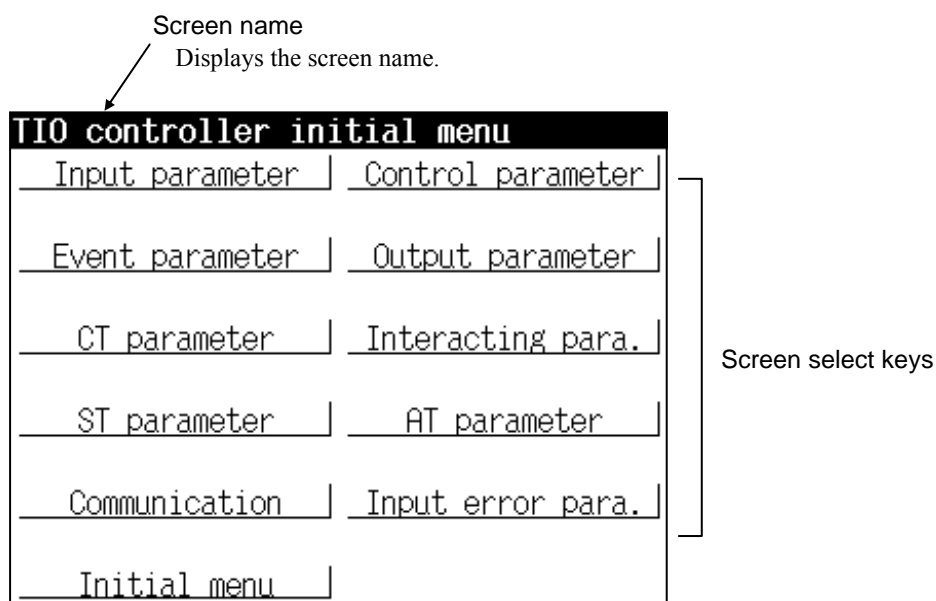 Screen name
Displays the screen name.
TIO controller initial menu
Input parameter Control parameter
Event parameter Output parameter
CT parameter Interacting para.
Screen select keys
ST parameter AT parameter
Communication Input error para.
Initial menu